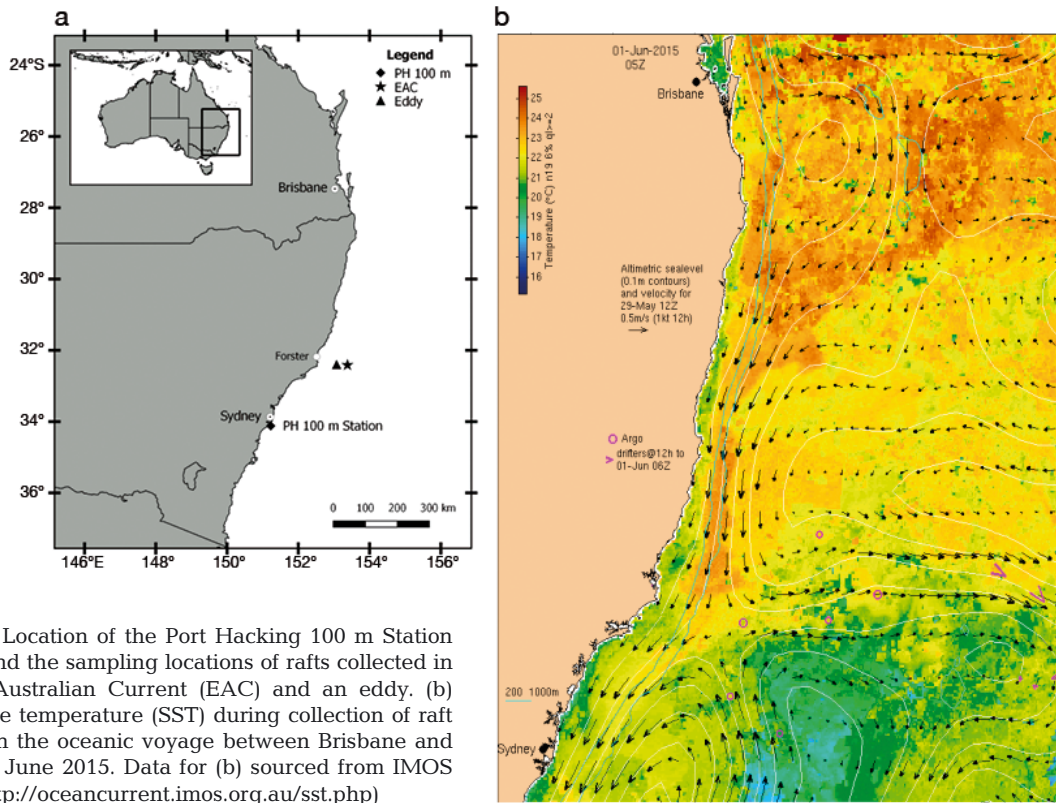 a
24°S
26°
28°
30°
32°
34°
36°
146°E
148°
150°
152°
154°
156°
Legend
PH 100 m
EAC
Eddy
Brisbane
Forster
Sydney
PH 100 m Station
0 100 200 300 km
Location of the Port Hacking 100 m Station
nd the sampling locations of rafts collected in
Australian Current (EAC) and an eddy. (b)
e temperature (SST) during collection of raft
n the oceanic voyage between Brisbane and
June 2015. Data for (b) sourced from IMOS
tp://oceancurrent.imos.org.au/sst.php)
b
01-Jun-2015
05Z
Brisbane
25
24
23
22
21
20
19
18
17
16
Temperature (°C) n19 6% ql>=2
Altimetric sealevel
(0.1m contours)
and velocity for
29-May 12Z
0.5m/s (1kt 12h)
Argo
drifters@12h to
01-Jun 06Z
200 1000m
Sydney